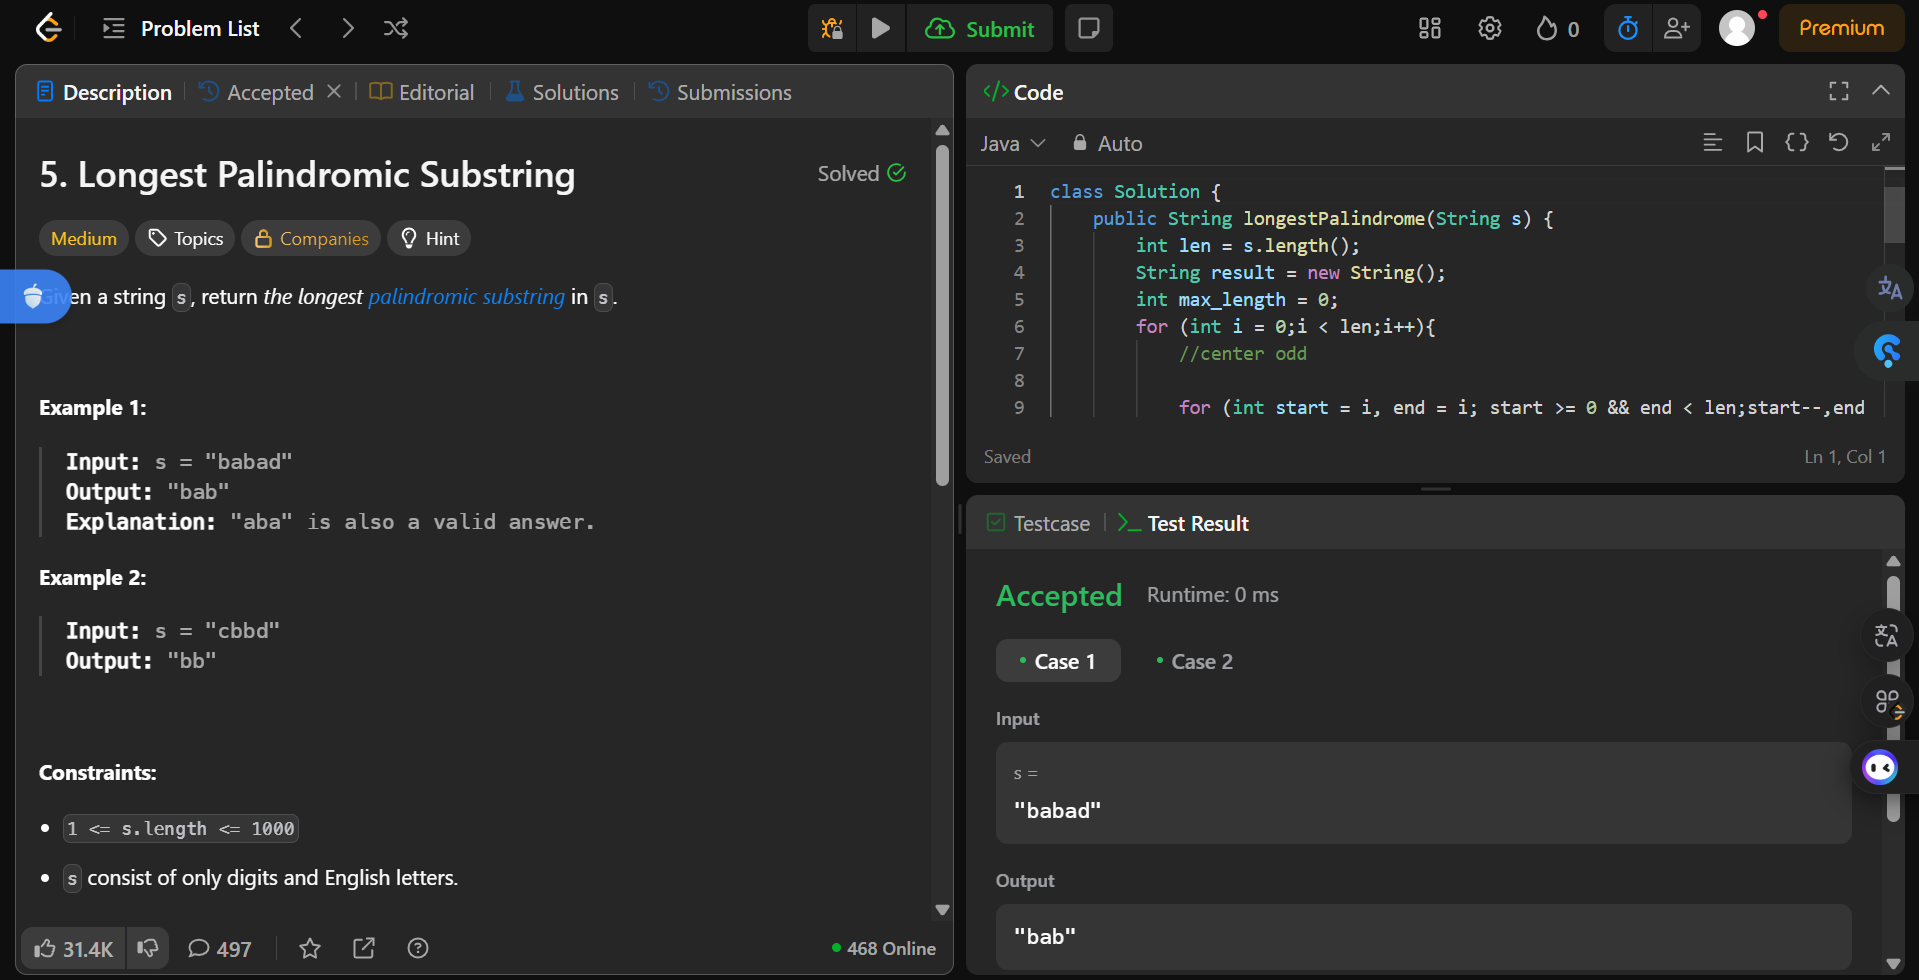 Problem List
Submit
0
Premium
Description
Accepted
Editorial
Solutions
Submissions
5. Longest Palindromic Substring
Solved
Medium
Topics
Companies
Hint
Given a string s, return the longest palindromic substring in s.
Example 1:
Input: s = "babad"
Output: "bab"
Explanation: "aba" is also a valid answer.
Example 2:
Input: s = "cbbd"
Output: "bb"
Constraints:
1 <= s.length <= 1000
s consist of only digits and English letters.
31.4K
497
468 Online
</> Code
Java
Auto
1 class Solution {
2 public String longestPalindrome(String s) {
3 int len = s.length();
4 String result = new String();
5 int max_length = 0;
6 for (int i = 0;i < len;i++){
7 //center odd
8
9 for (int start = i, end = i; start >= 0 && end < len;start--,end
Saved
Ln 1, Col 1
Testcase
Test Result
Accepted
Runtime: 0 ms
Case 1
Case 2
Input
s =
"babad"
Output
"bab"